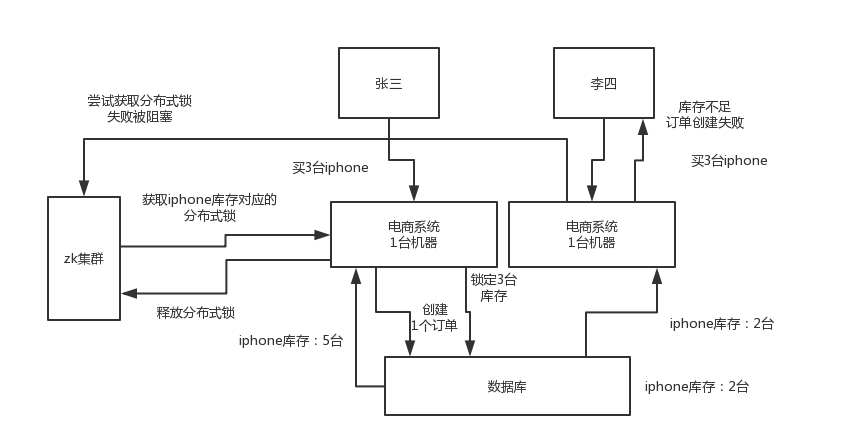 张三
李四
尝试获取分布式锁
失败被阻塞
库存不足
订单创建失败
买3台iphone
买3台iphone
获取iphone库存对应的
分布式锁
电商系统
1台机器
电商系统
1台机器
zk集群
锁定3台
库存
释放分布式锁
创建
1个订单
iphone库存：5台
iphone库存：2台
数据库
iphone库存：2台